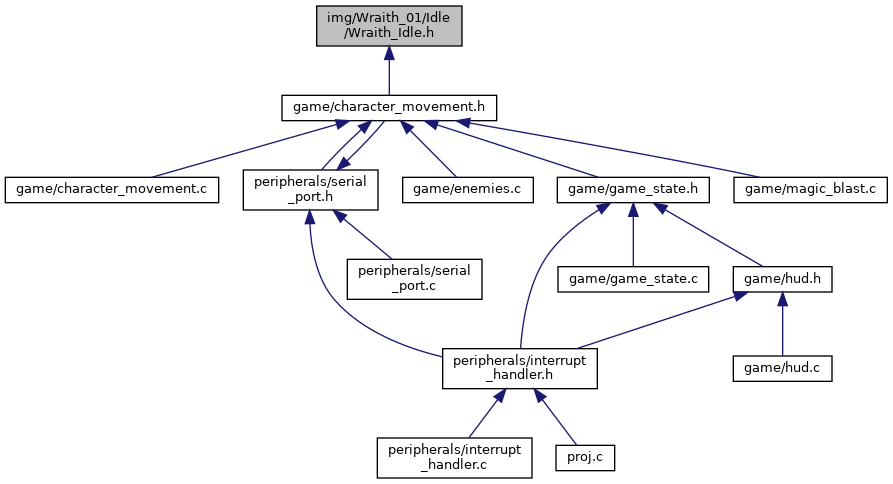 img/Wraith_01/Idle
/Wraith_Idle.h
game/character_movement.h
game/character_movement.c
peripherals/serial
_port.h
game/enemies.c
game/game_state.h
game/magic_blast.c
peripherals/serial
_port.c
game/game_state.c
game/hud.h
peripherals/interrupt
_handler.h
game/hud.c
peripherals/interrupt
_handler.c
proj.c